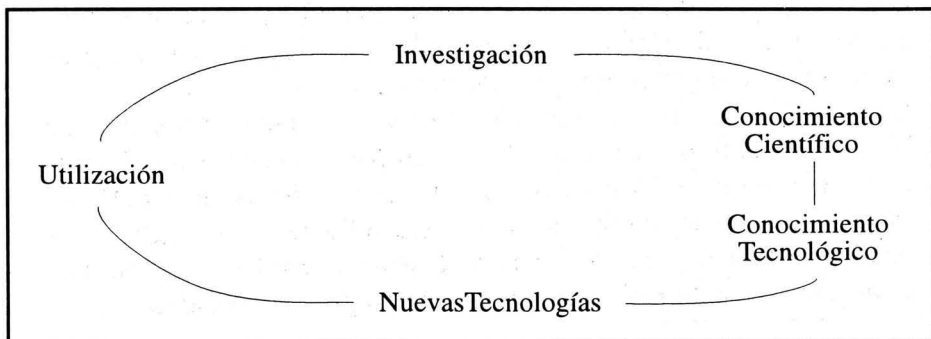 Investigación
Conocimiento
Científico
Utilización
Conocimiento
Tecnológico
NuevasTecnologías